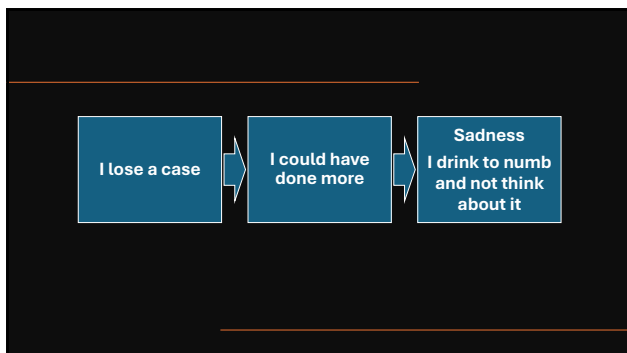 I lose a case
I could have
done more
Sadness
I drink to numb
and not think
about it